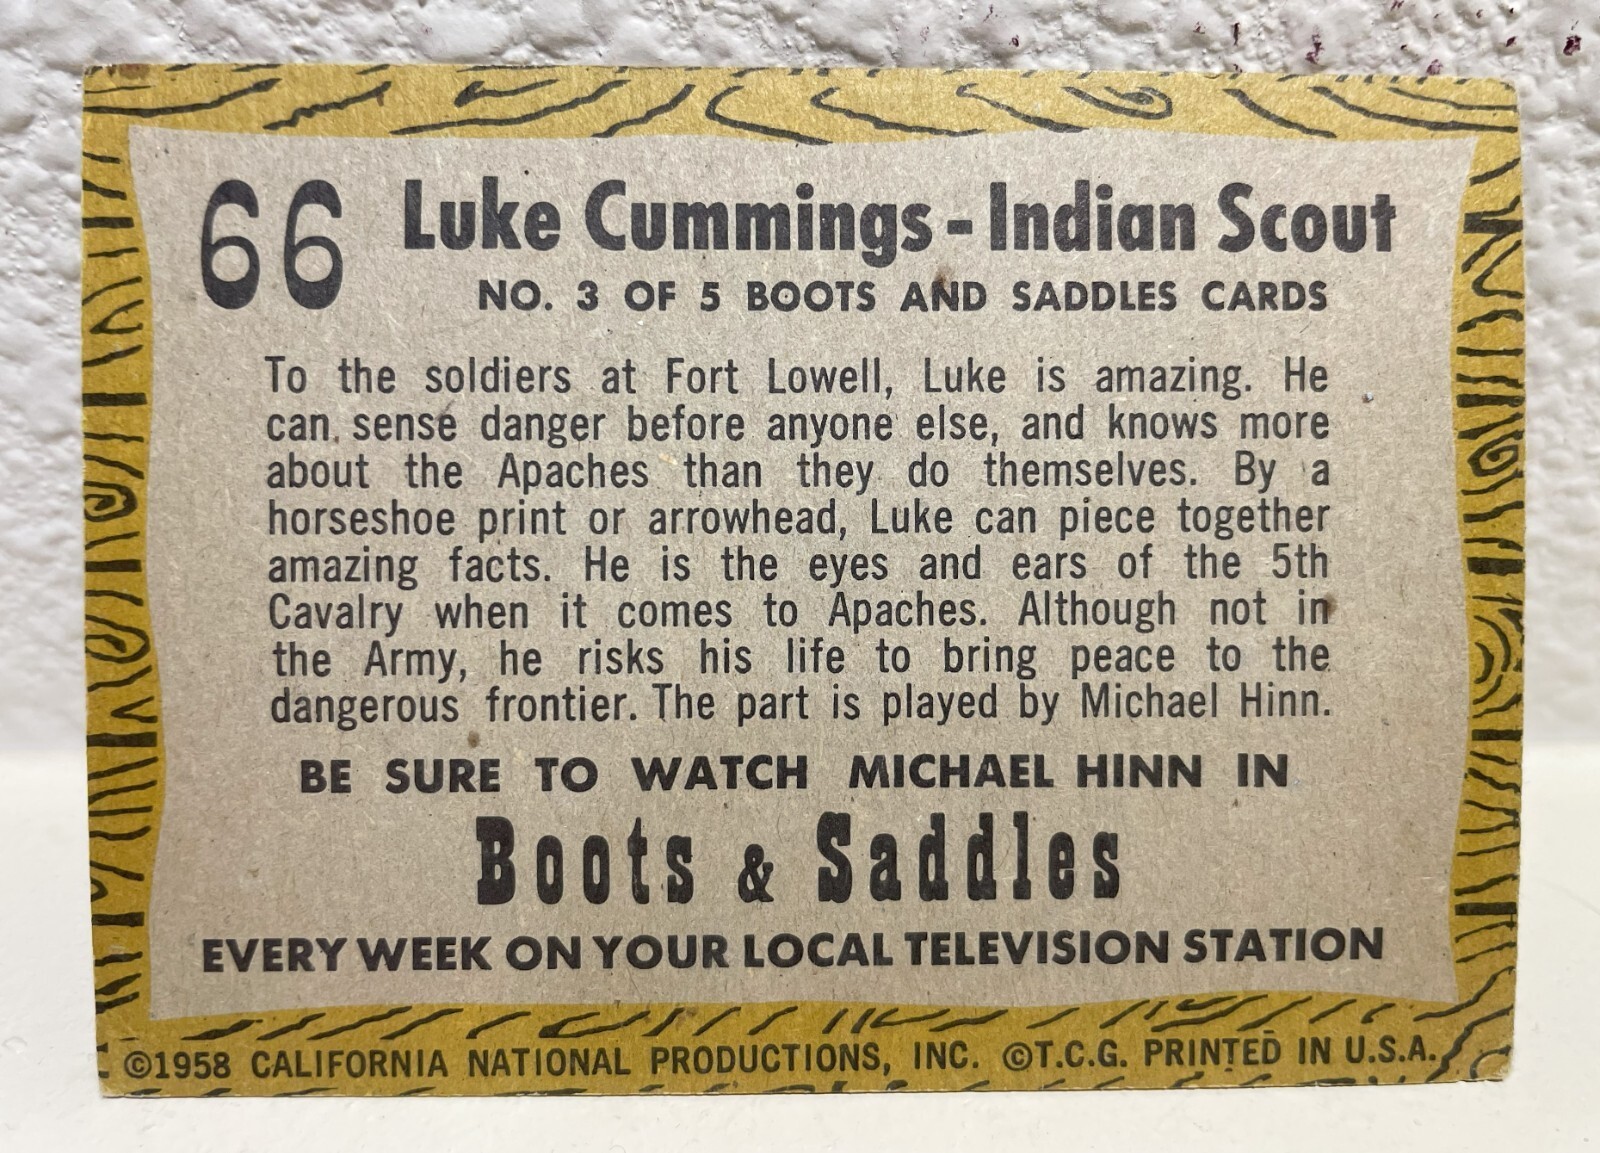 66
Luke Cummings - Indian Scout
NO. 3 OF 5 BOOTS AND SADDLES CARDS
To the soldiers at Fort Lowell, Luke is amazing. He
can sense danger before anyone else, and knows more
about the Apaches than they do themselves. By a
horseshoe print or arrowhead, Luke can piece together
amazing facts. He is the eyes and ears of the 5th
Cavalry when it comes to Apaches. Although not in
the Army, he risks his life to bring peace to the
dangerous frontier. The part is played by Michael Hinn.
BE SURE TO WATCH MICHAEL HINN IN
Boots & Saddles
EVERY WEEK ON YOUR LOCAL TELEVISION STATION
©1958 CALIFORNIA NATIONAL PRODUCTIONS, INC. ©T.C.G. PRINTED IN U.S.A.